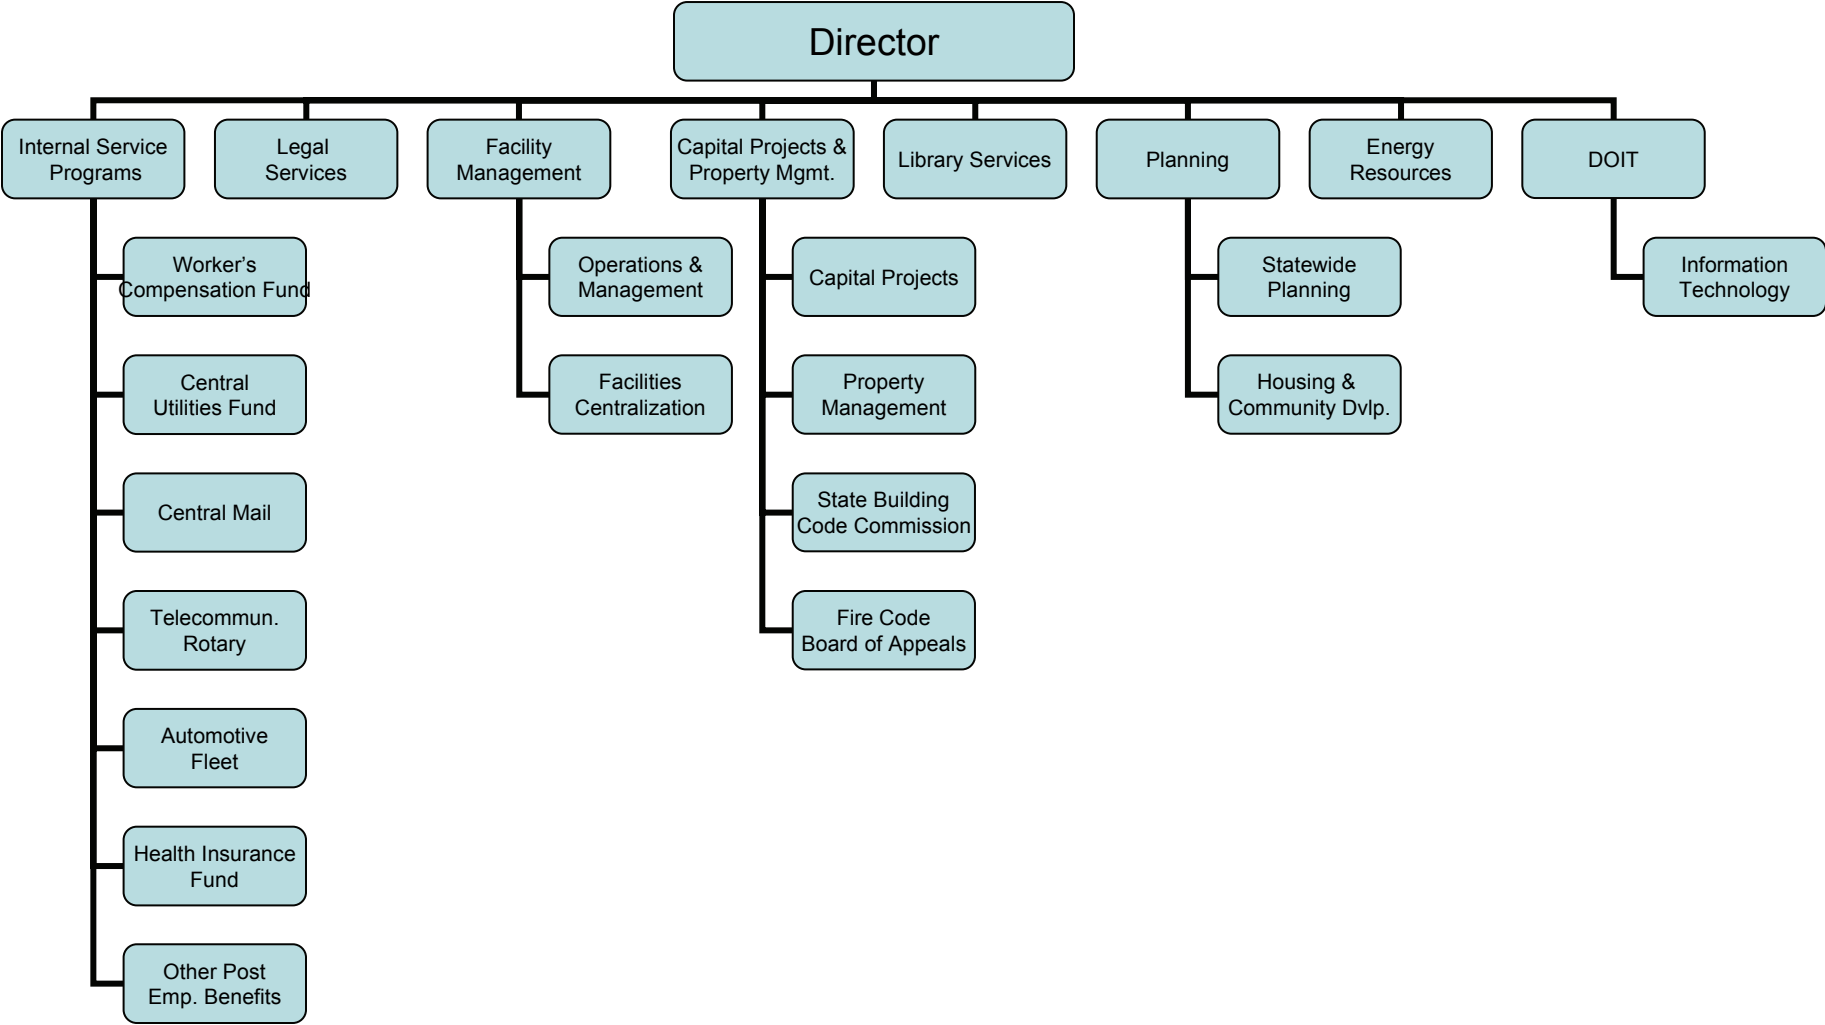 Director
Internal Service
Programs
Legal
Services
Facility
Management
Capital Projects &
Property Mgmt.
Library Services
Planning
Energy
Resources
DOIT
Worker’s
Compensation Fund
Operations &
Management
Capital Projects
Statewide
Planning
Information
Technology
Central
Utilities Fund
Facilities
Centralization
Property
Management
Housing &
Community Dvlp.
Central Mail
State Building
Code Commission
Telecommun.
Rotary
Fire Code
Board of Appeals
Automotive
Fleet
Health Insurance
Fund
Other Post
Emp. Benefits